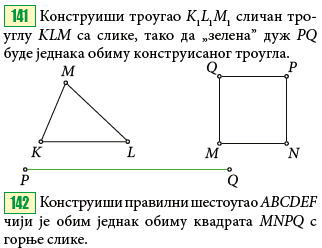 141 Конструиши троугао K₁L₁M₁ сличан тро-
углу KLM са слике, тако да „зелена” дуж PQ
буде једнака обиму конструисаног троугла.
M
Q P
K L
M N
P Q
142 Конструиши правилни шестоугао ABCDEF
чији је обим једнак обиму квадрата MNPQ с
горње слике.